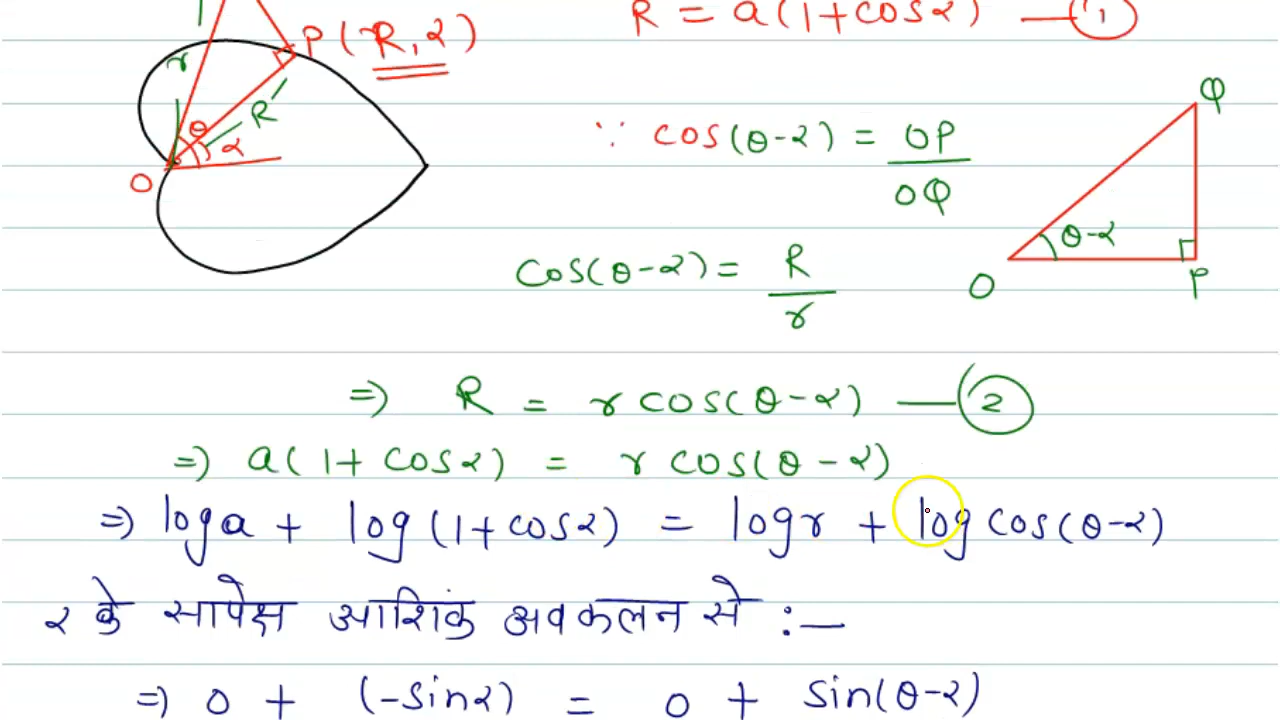 R = a(1+cosα) —(1)
P(R,α)
r
R
θ
α
O
∵ cos(θ-α) = OP/OQ
Q
θ-α
O
P
cos(θ-α) = R/r
=) R = r cos(θ-α) —(2)
=) a(1+cosα) = r cos(θ-α)
=) log a + log(1+cosα) = log r + log cos(θ-α)
α के सापेक्ष आशिंक अवकलन से :—
=) 0 + (-sinα) = 0 + sin(θ-α)